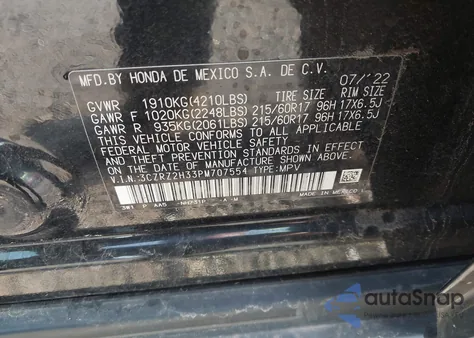 MFD.BY HONDA DE MEXICO S.A. DE C.V. 07/'22
GVWR 1910KG(4210LBS) TIRE SIZE RIM SIZE
GAWR F 1020KG(2248LBS) 215/60R17 96H 17X6.5J
GAWR R 935KG(2061LBS) 215/60R17 96H 17X6.5J
THIS VEHICLE CONFORMS TO ALL APPLICABLE
FEDERAL MOTOR VEHICLE SAFETY AND
THEFT PREVENTION STANDARDS IN EFFECT ON
THE DATE OF MANUFACTURE SHOWN ABOVE.
V.I.N.:3CZRZ2H33PM707554 TYPE:MPV
A-M MADE IN MEXICO
autoSnap